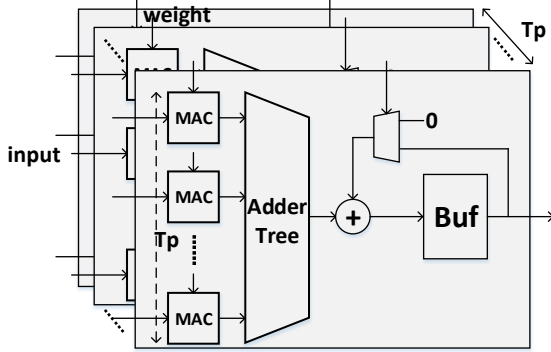 weight
Tp
MAC
0
input
MAC
Adder
Tree
+
Buf
Tp
MAC